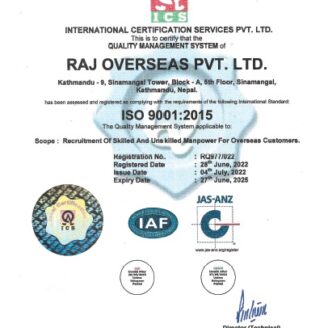 ICS
INTERNATIONAL CERTIFICATION SERVICES PVT. LTD.
This is to certify that the
QUALITY MANAGEMENT SYSTEM of
RAJ OVERSEAS PVT. LTD.
Kathmandu - 9, Sinamangal Tower, Block - A, 5th Floor, Sinamangal,
Kathmandu, Nepal.
has been assessed and registered as complying with the requirements of the following International Standard:
ISO 9001:2015
The Quality Management System applicable to:
Scope : Recruitment Of Skilled And Unskilled Manpower For Overseas Customers.
Registration No. : RQ977/022
Registered Date : 28th June, 2022
Issue Date : 04th July, 2022
Expiry Date : 27th June, 2025
JAS-ANZ
IAF
ICS
www.jas-anz.org/register
Director (Technical)